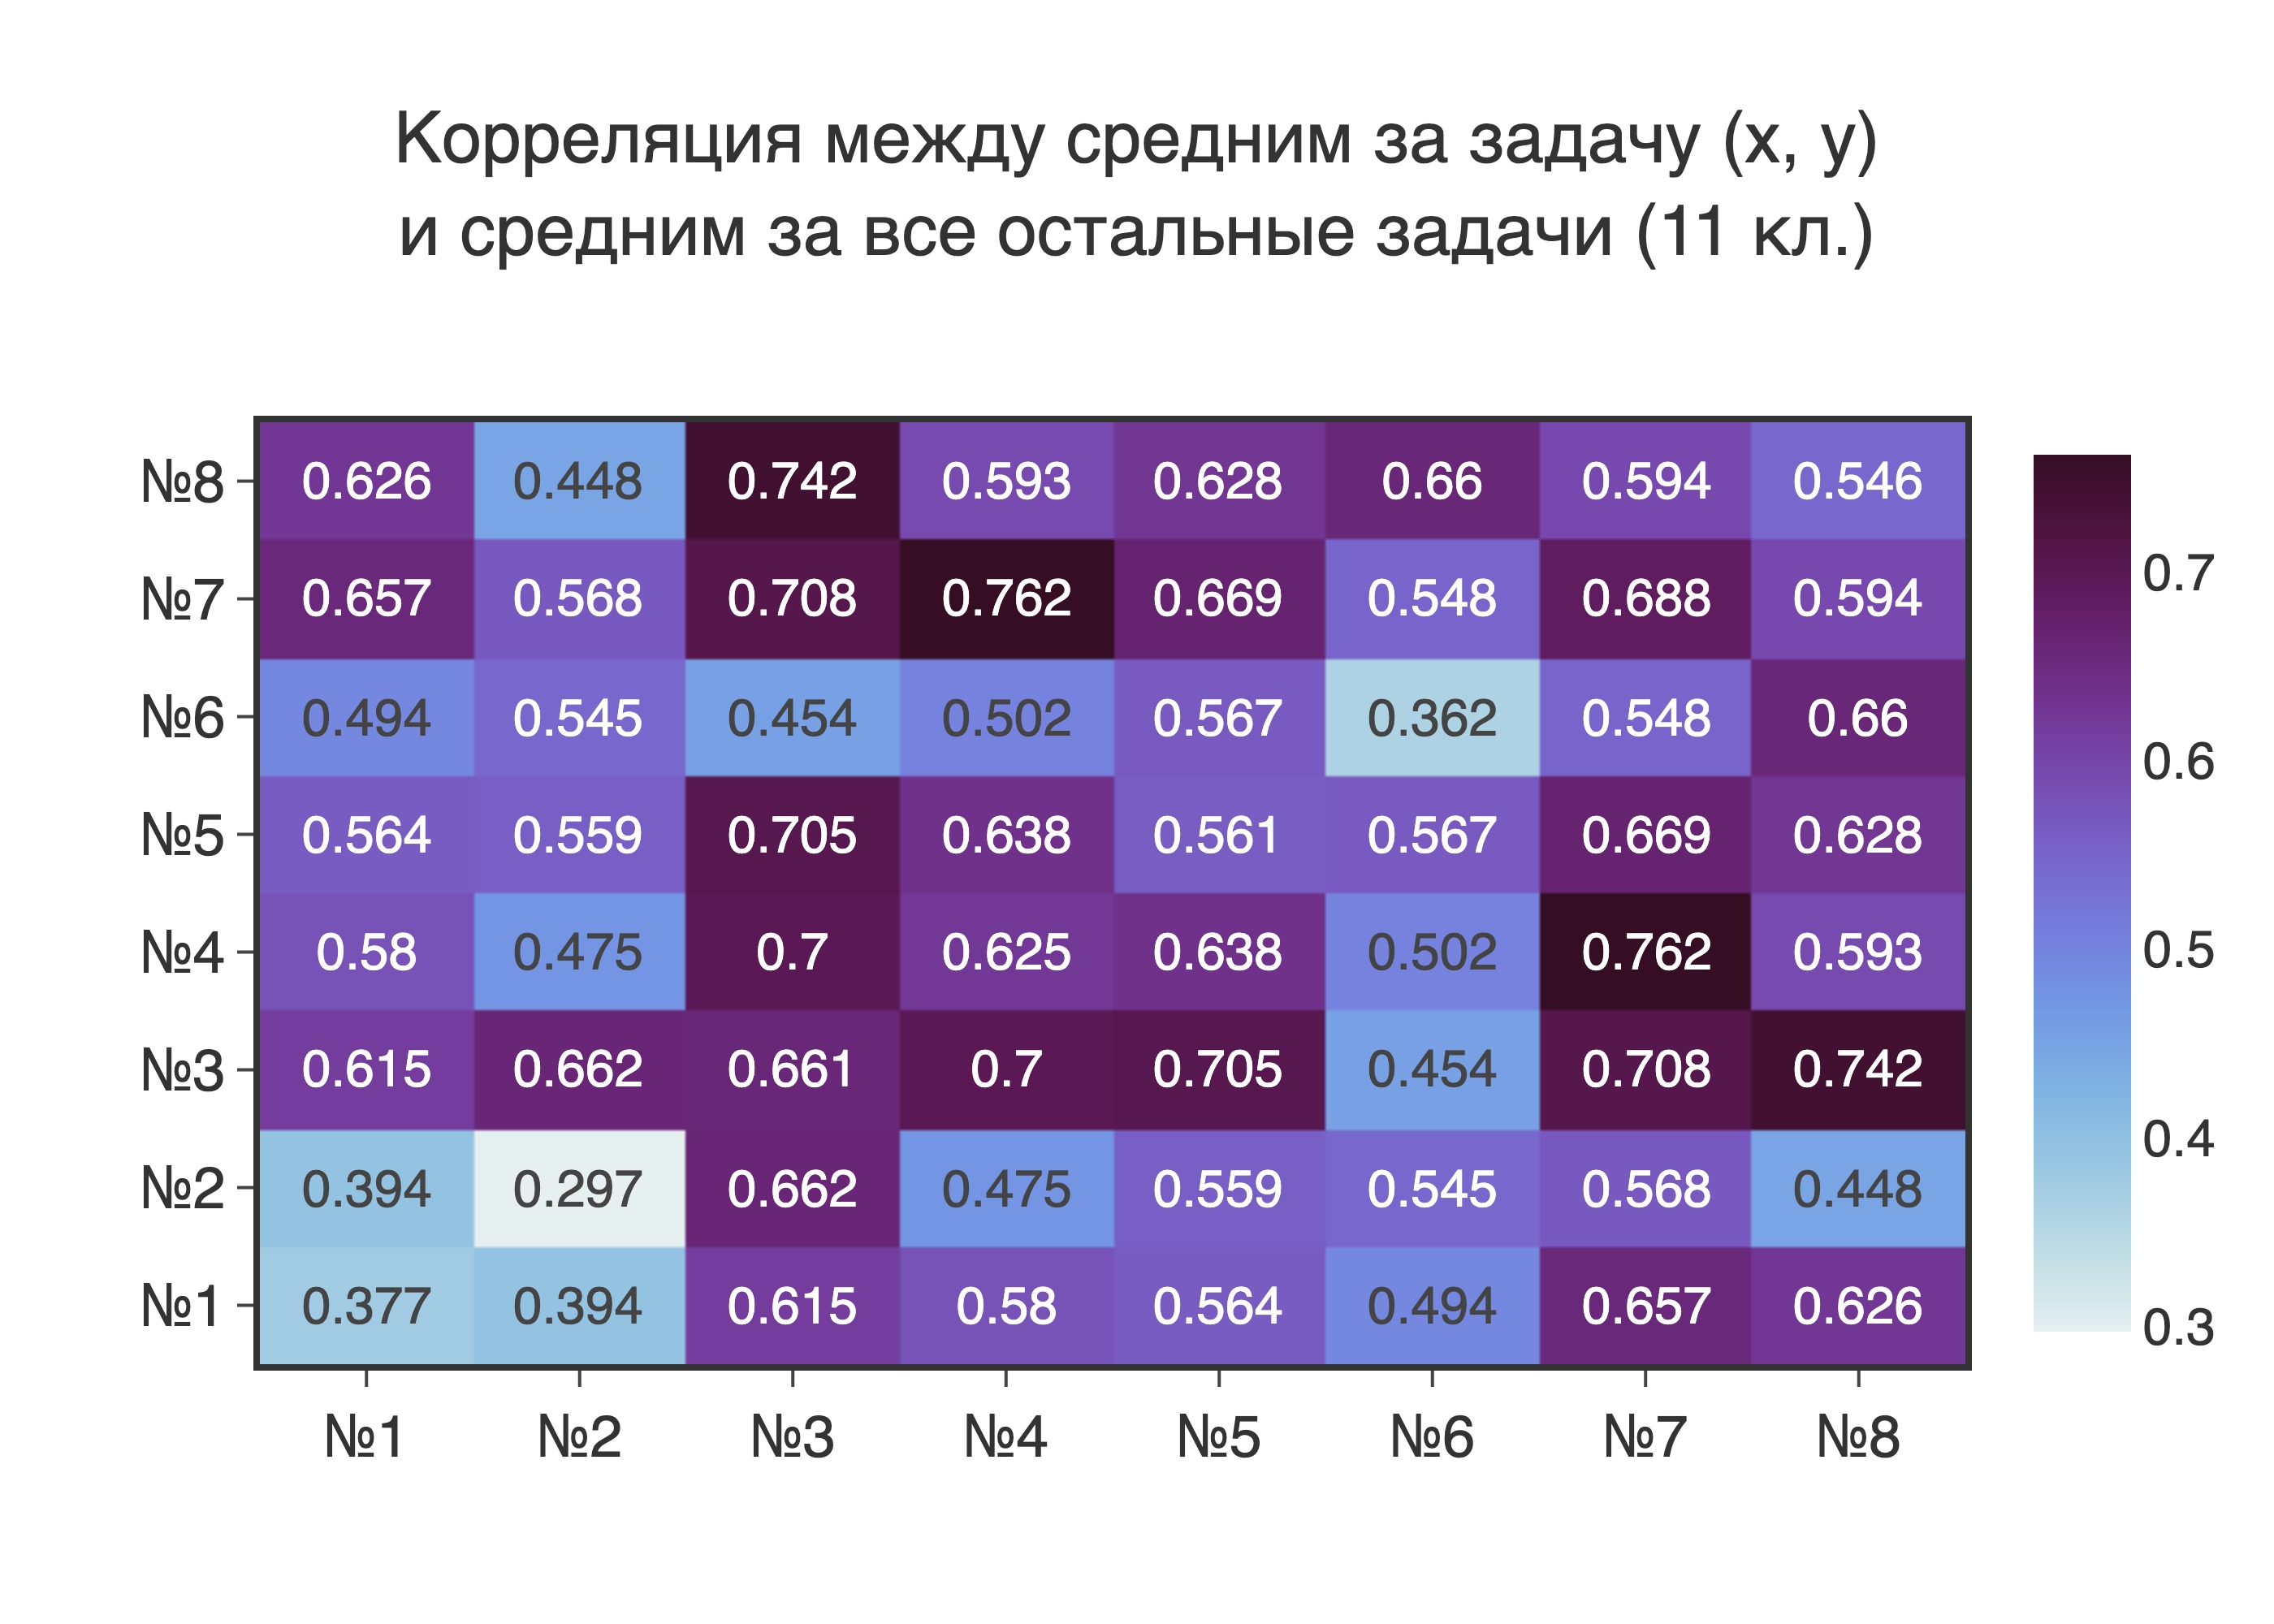 Корреляция между средним за задачу (x, y)
и средним за все остальные задачи (11 кл.)
№8 0.626 0.448 0.742 0.593 0.628 0.66 0.594 0.546
№7 0.657 0.568 0.708 0.762 0.669 0.548 0.688 0.594
№6 0.494 0.545 0.454 0.502 0.567 0.362 0.548 0.66
№5 0.564 0.559 0.705 0.638 0.561 0.567 0.669 0.628
№4 0.58 0.475 0.7 0.625 0.638 0.502 0.762 0.593
№3 0.615 0.662 0.661 0.7 0.705 0.454 0.708 0.742
№2 0.394 0.297 0.662 0.475 0.559 0.545 0.568 0.448
№1 0.377 0.394 0.615 0.58 0.564 0.494 0.657 0.626
№1 №2 №3 №4 №5 №6 №7 №8
0.7
0.6
0.5
0.4
0.3